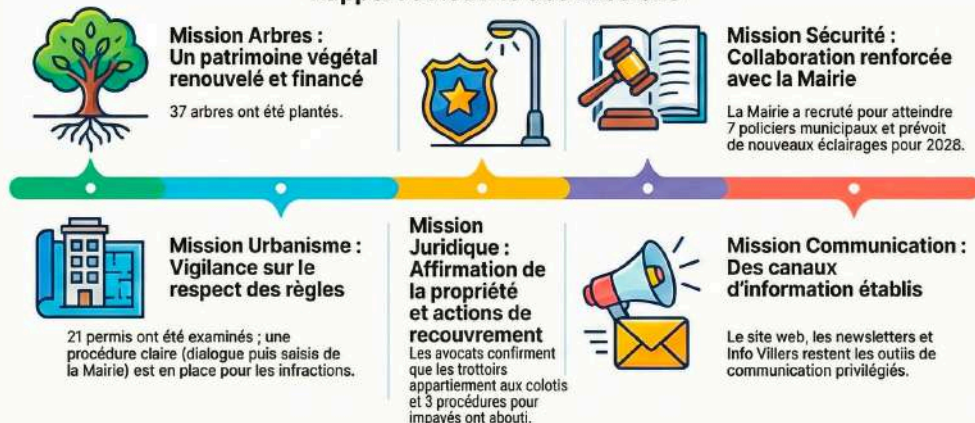 Mission Arbres :
Un patrimoine végétal
renouvelé et financé
37 arbres ont été plantés.
Mission Sécurité :
Collaboration renforcée
avec la Mairie
La Mairie a recruté pour atteindre
7 policiers municipaux et prévoit
de nouveaux éclairages pour 2028.
Mission Urbanisme :
Vigilance sur le
respect des règles
21 permis ont été examinés ; une
procédure claire (dialogue puis saisis de
la Mairie) est en place pour les infractions.
Mission
Juridique :
Affirmation de
la propriété
et actions de
recouvrement
Les avocats confirment
que les trottoirs
appartiement aux colotis
et 3 procédures pour
impayés ont abouti.
Mission Communication :
Des canaux
d'information établis
Le site web, les newsletters et
Info Villers restent les outiis de
communication privilégiés.